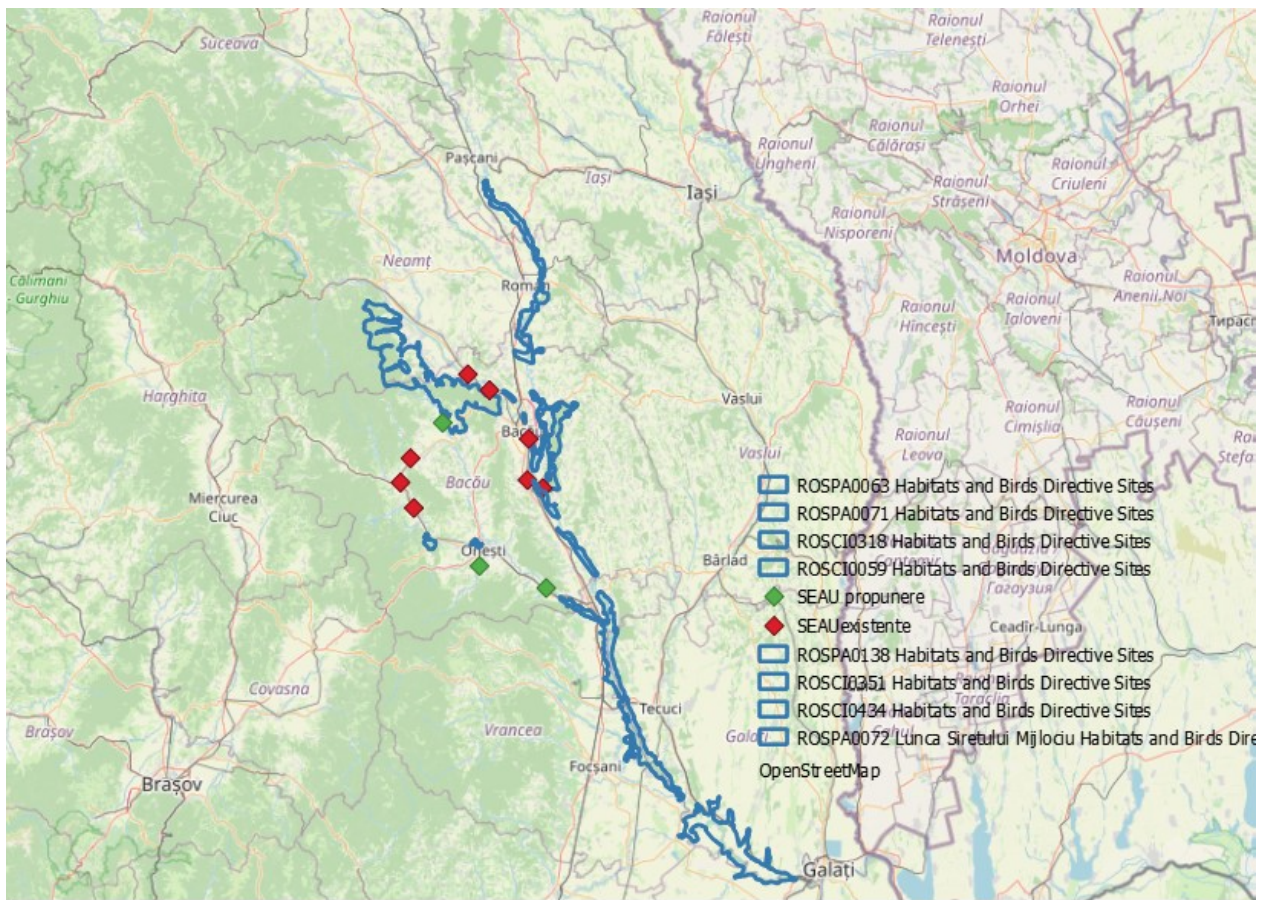 Raionul
Fălești
Raionul
Telenești
Suceava
Raionul
Orhei
Raionul
Călărași
Raionul
Ungheni
Pașcani
Iași
Iași
Raionul
Criuleni
Raionul
Strășeni
Raionul
Nisporeni
Moldova
Neamț
Călimani
- Gurghiu
Roman
Raionul
Anenii Noi
Raionul
Hîncești
Raionul
Ialoveni
Тирасп
Harghita
Vaslui
Raionul
Cimișlia
Raionul
Căușeni
Raionul
Leova
Vaslui
Bacău
Miercurea
Ciuc
ROSPA0063 Habitats and Birds Directive Sites
ROSPA0071 Habitats and Birds Directive Sites
ROSCI0318 Habitats and Birds Directive Sites
ROSCI0059 Habitats and Birds Directive Sites
SEAU propunere
SEAUexistente
ROSPA0138 Habitats and Birds Directive Sites
ROSCI0351 Habitats and Birds Directive Sites
ROSCI0434 Habitats and Birds Directive Sites
ROSPA0072 Lunca Siretului Mijlociu Habitats and Birds Dire
OpenStreetMap
Onești
Bârlad
Гагаузия
Ceadîr-Lunga
Taraclia
Covasna
Tecuci
Brașov
Vrancea
Galați
Focșani
Brașov
Galați